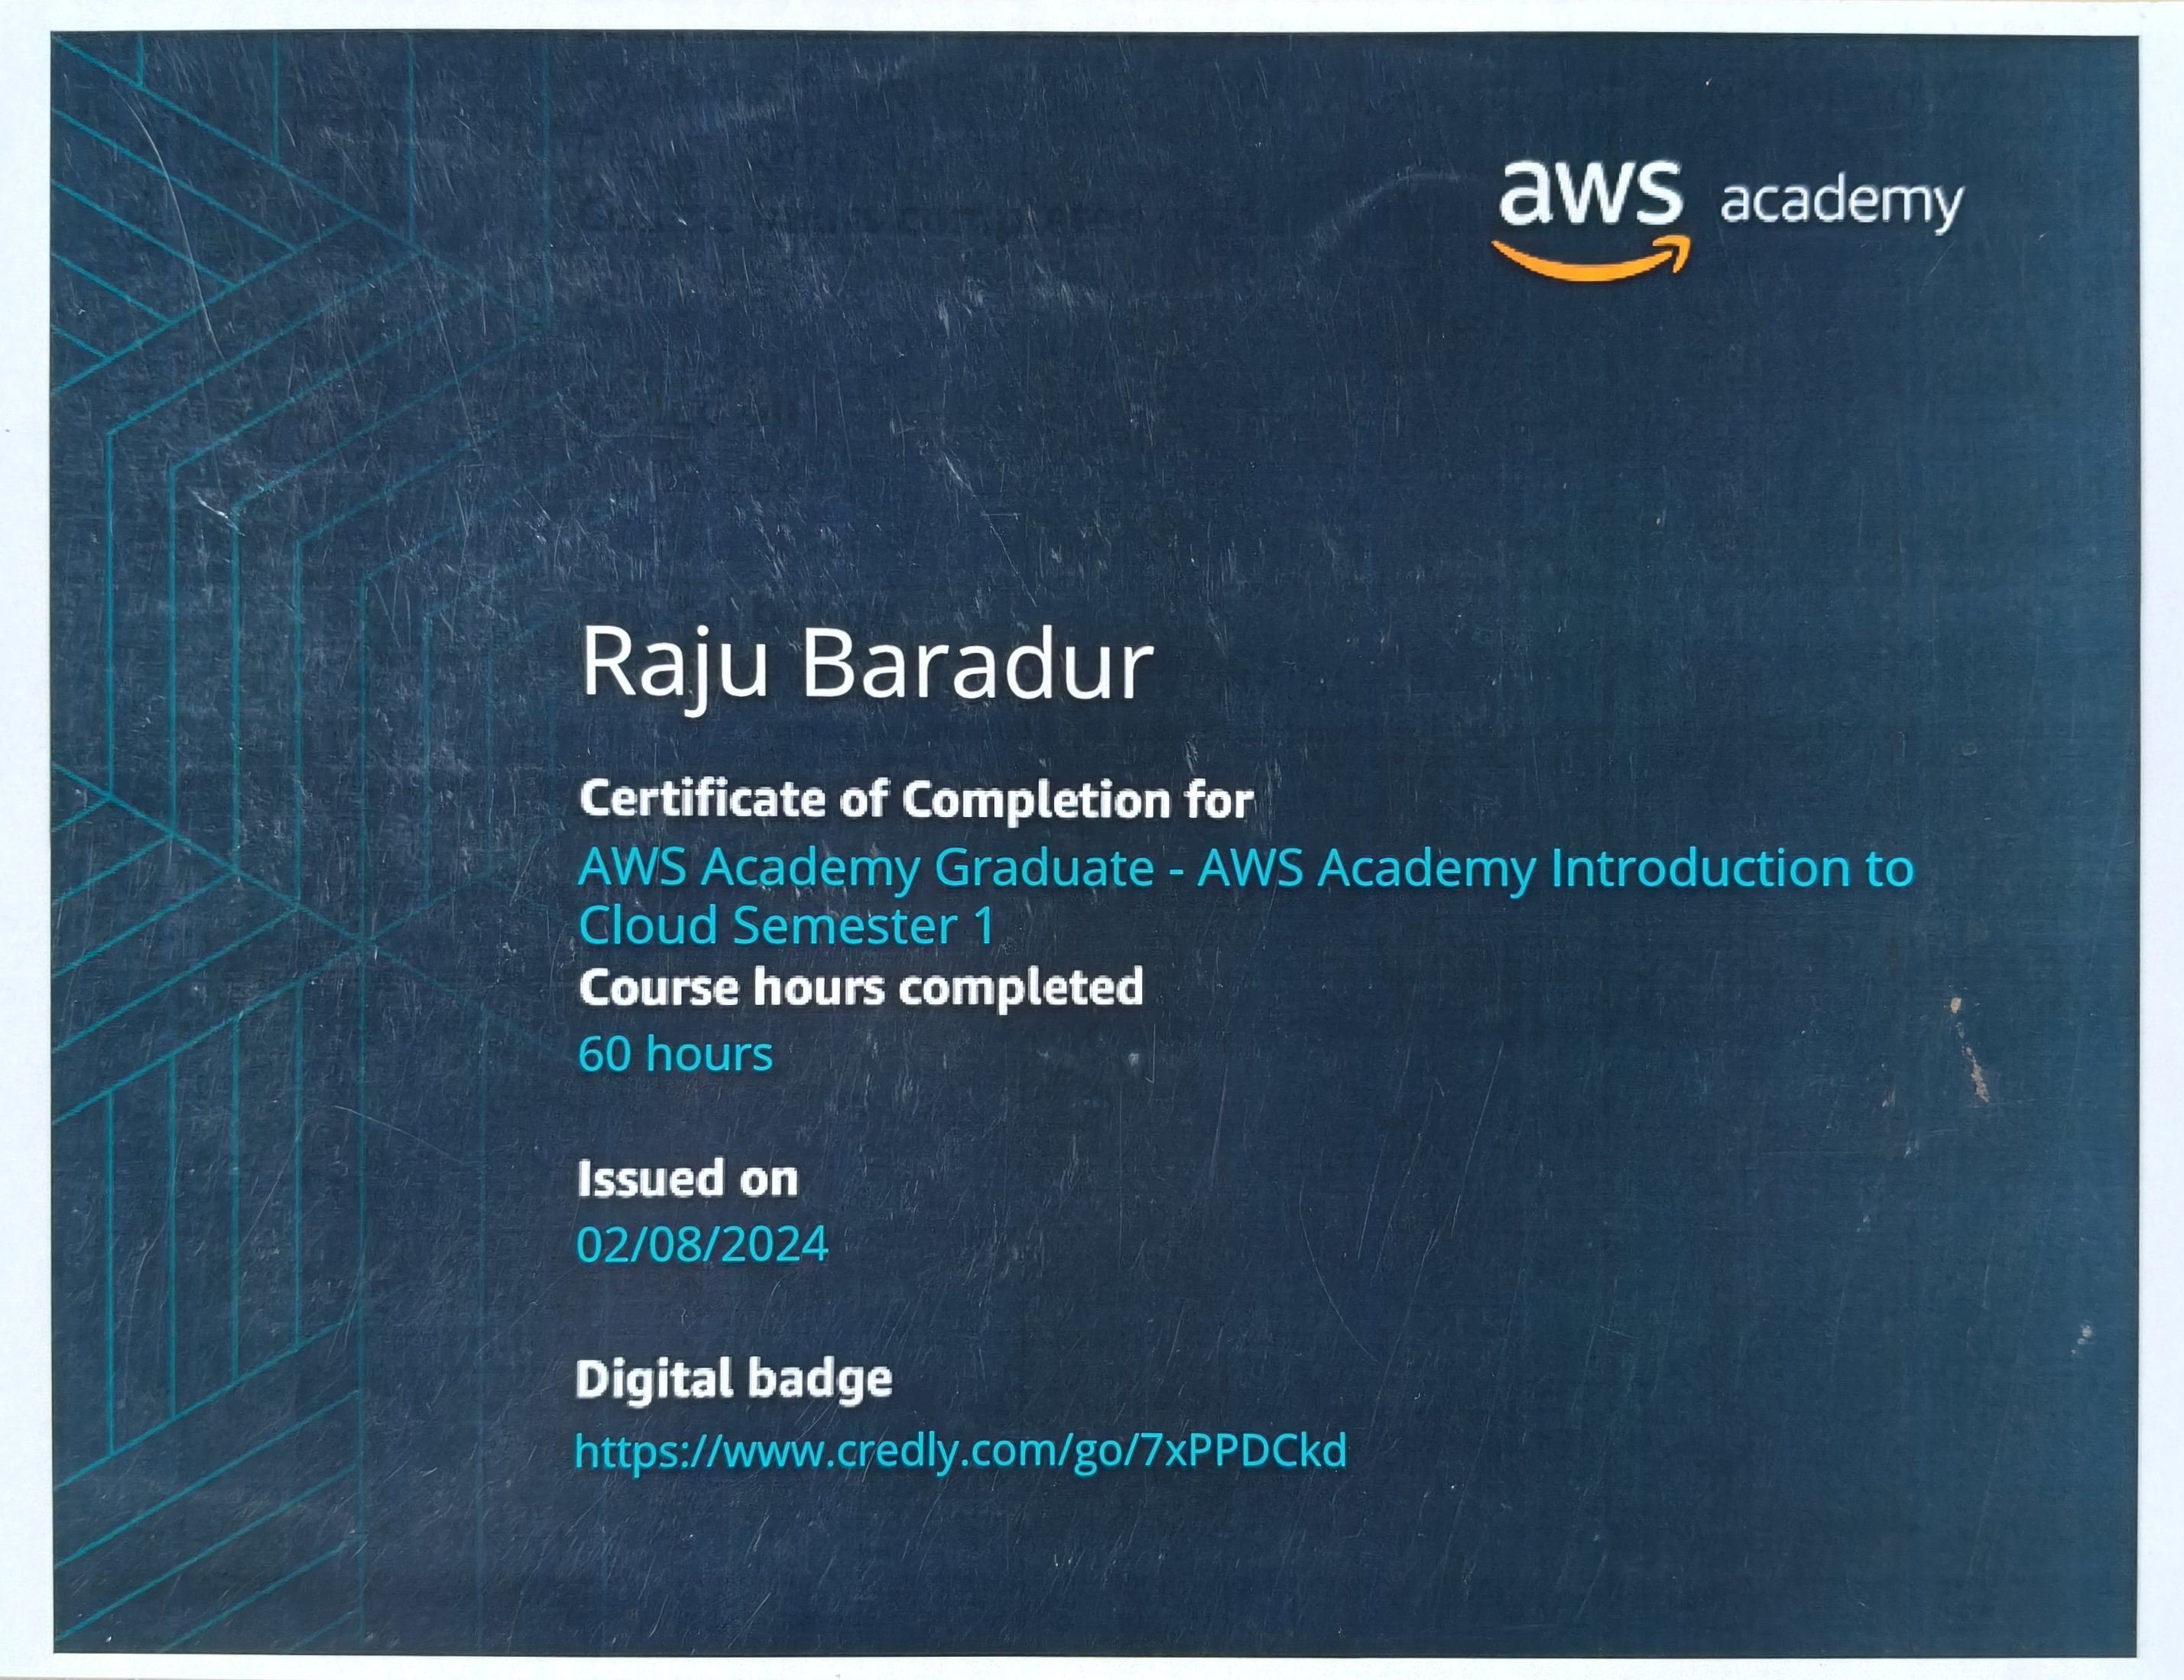 aws academy
Raju Baradur
Certificate of Completion for
AWS Academy Graduate - AWS Academy Introduction to
Cloud Semester 1
Course hours completed
60 hours
Issued on
02/08/2024
Digital badge
https://www.credly.com/go/7xPPDCkd